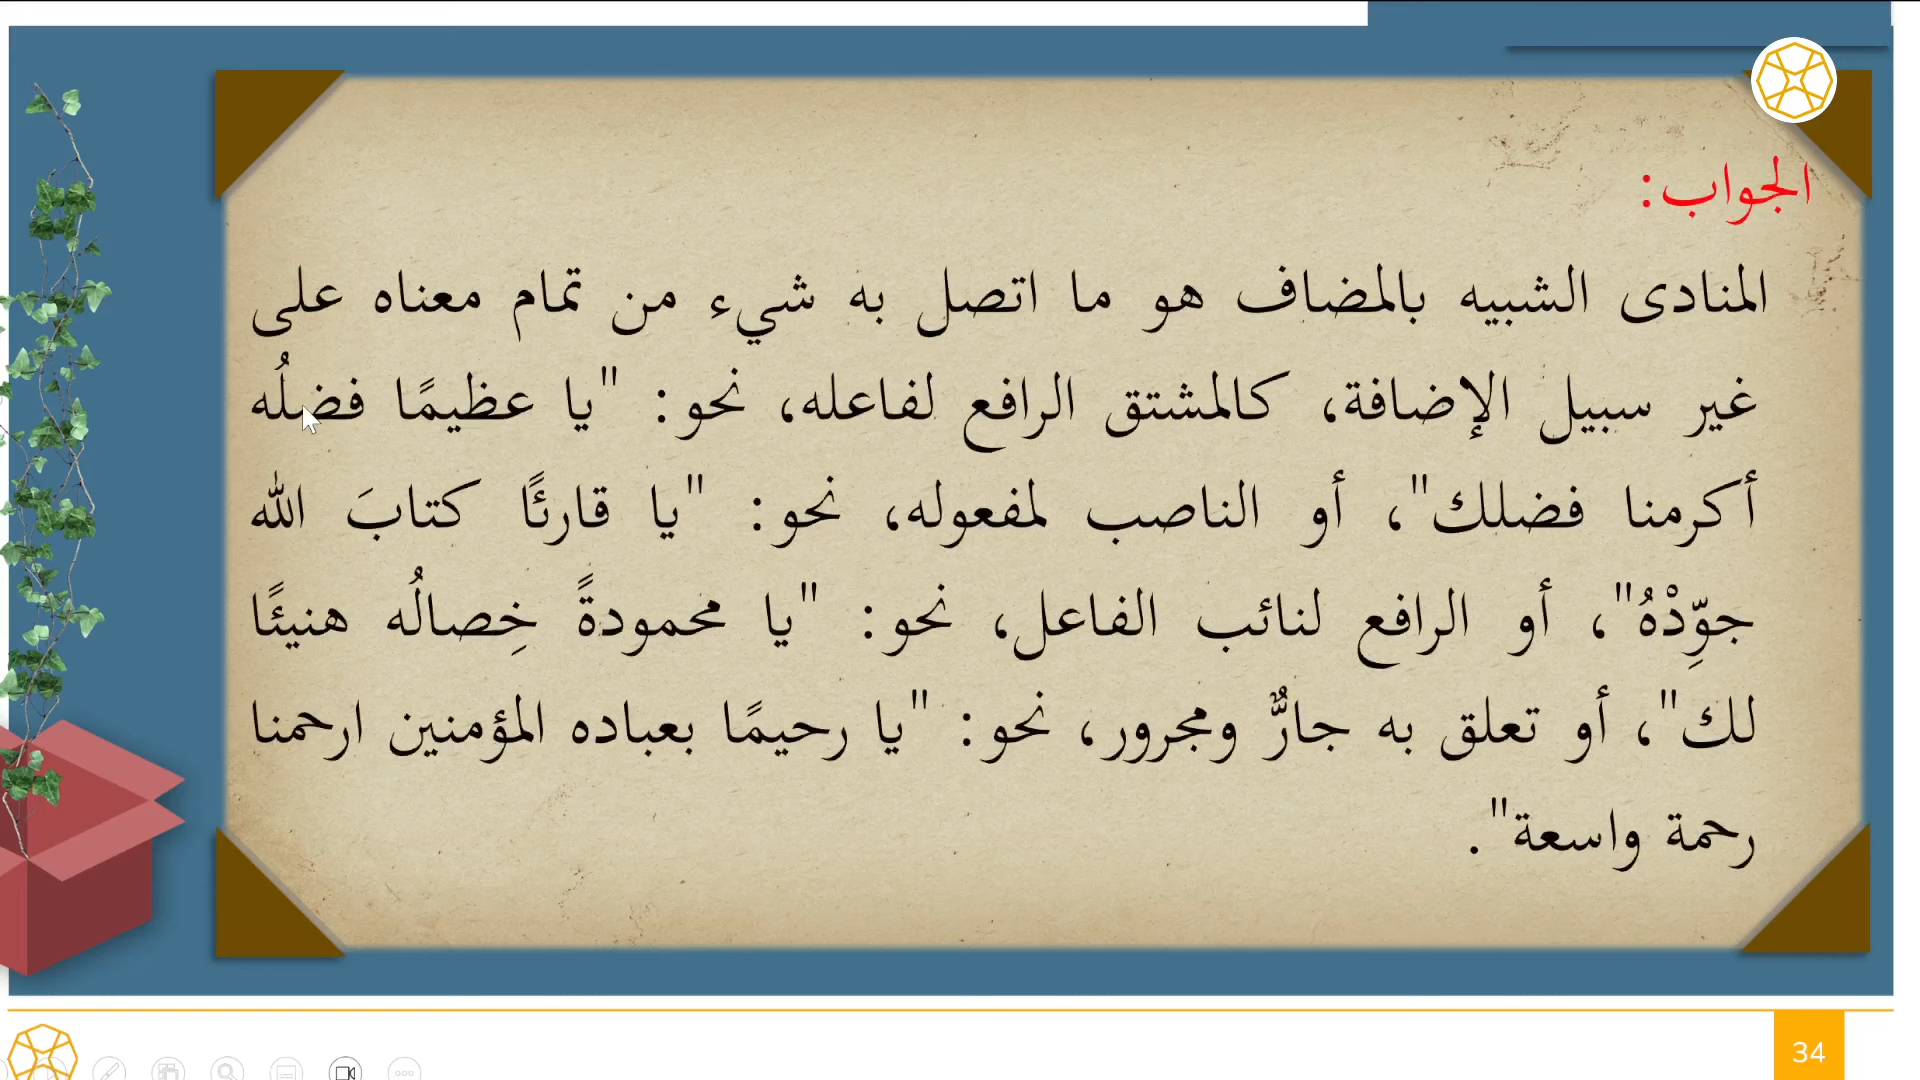 الجواب:
المنادى الشبيه بالمضاف هو ما اتصل به شيء من تمام معناه على
غير سبيل الإضافة، كالمشتق الرافع لفاعله، نحو: "يا عظيمًا فضلُه
أكرمنا فضلك"، أو الناصب لمفعوله، نحو: "يا قارئًا كتابَ الله
جوِّدْهُ"، أو الرافع لنائب الفاعل، نحو: "يا محمودةً خِصالُه هنيئًا
لك"، أو تعلق به جارٌّ ومجرور، نحو: "يا رحيمًا بعباده المؤمنين ارحمنا
رحمة واسعة".
34